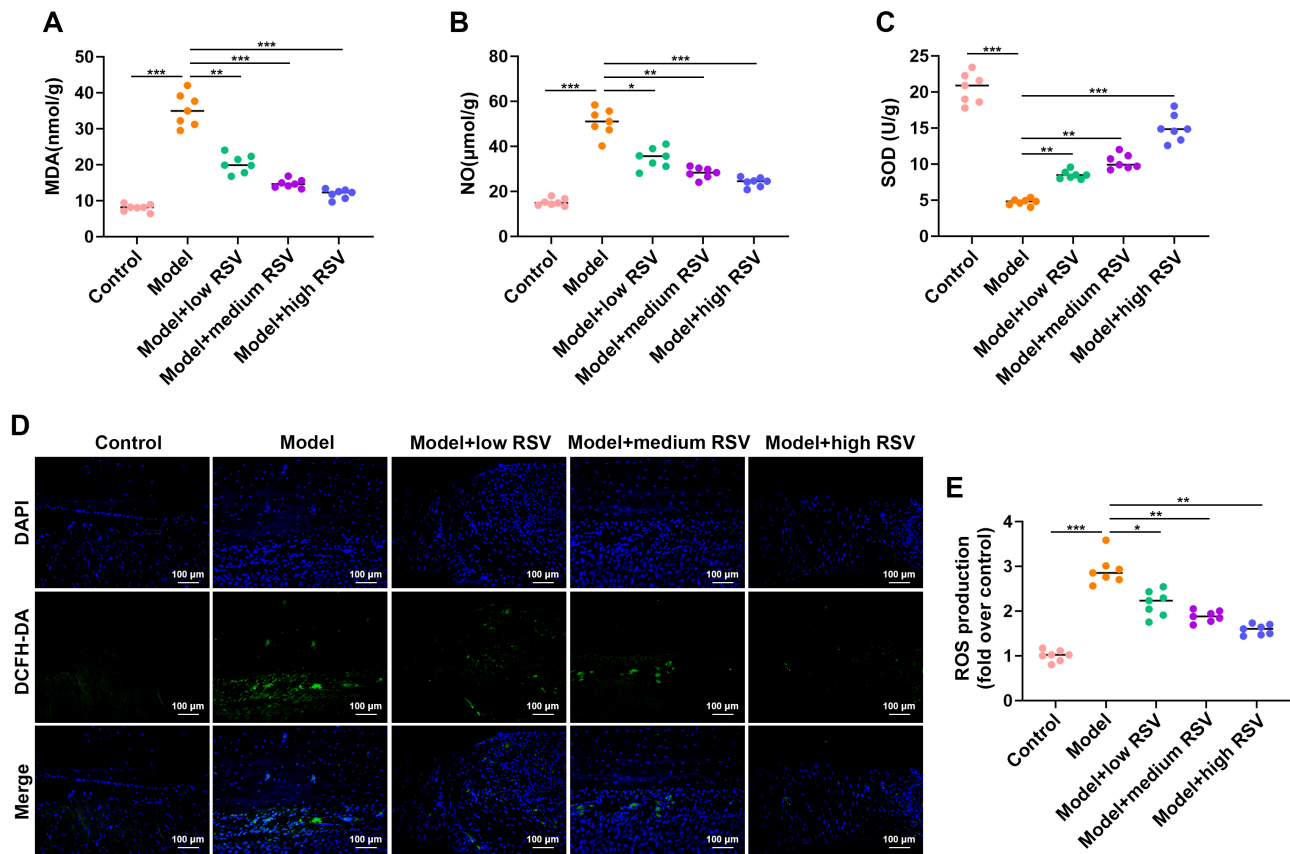 A
MDA(nmol/g)
50
40
30
20
10
0
***
***
***
**
Control
Model
Model+low RSV
Model+medium RSV
Model+high RSV
B
NO(μmol/g)
80
60
40
20
0
***
**
***
*
Control
Model
Model+low RSV
Model+medium RSV
Model+high RSV
C
SOD (U/g)
25
20
15
10
5
0
***
***
**
**
Control
Model
Model+low RSV
Model+medium RSV
Model+high RSV
D
Control
Model
Model+low RSV
Model+medium RSV
Model+high RSV
DAPI
100 μm
100 μm
100 μm
100 μm
100 μm
DCFH-DA
100 μm
100 μm
100 μm
100 μm
100 μm
Merge
100 μm
100 μm
100 μm
100 μm
100 μm
E
ROS production
(fold over control)
4
3
2
1
0
**
**
***
*
Control
Model
Model+low RSV
Model+medium RSV
Model+high RSV